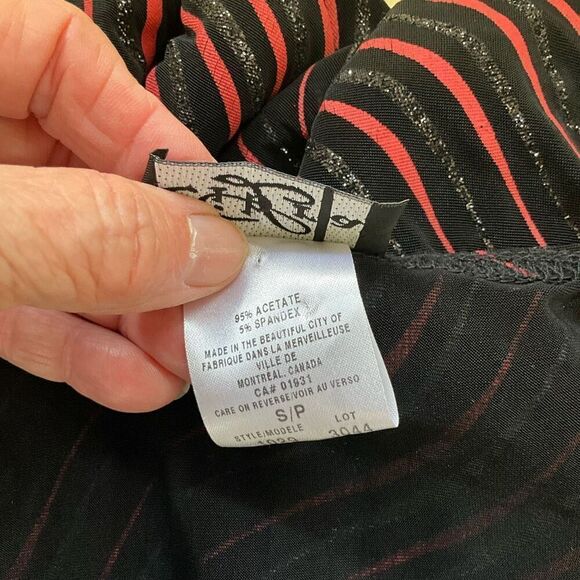 95% ACETATE
5% SPANDEX
MADE IN THE BEAUTIFUL CITY OF
FABRIQUE DANS LA MERVEILLEUSE
VILLE DE
MONTREAL, CANADA
CA# 01931
CARE ON REVERSE/VOIR AU VERSO
S/P
STYLE/MODELE LOT
3044